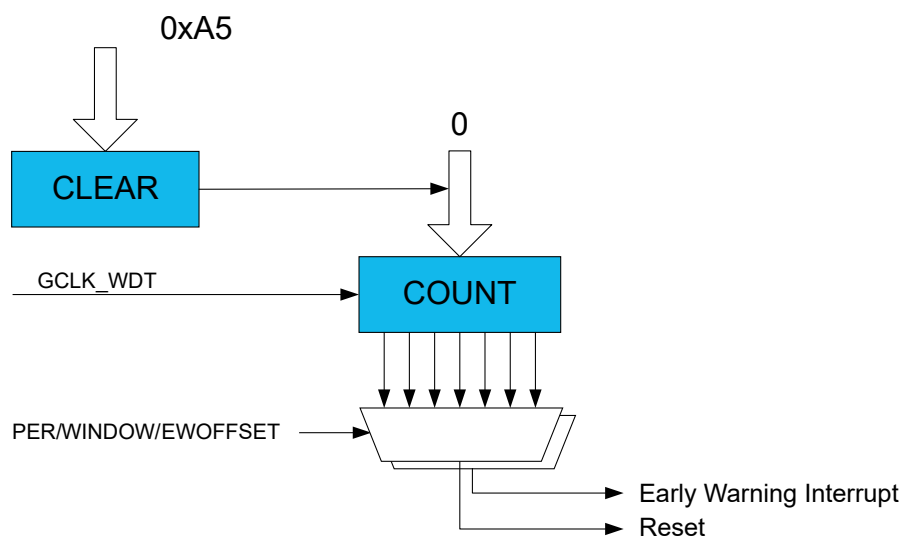 0xA5
0
CLEAR
GCLK_WDT
COUNT
PER/WINDOW/EWOFFSET
Early Warning Interrupt
Reset